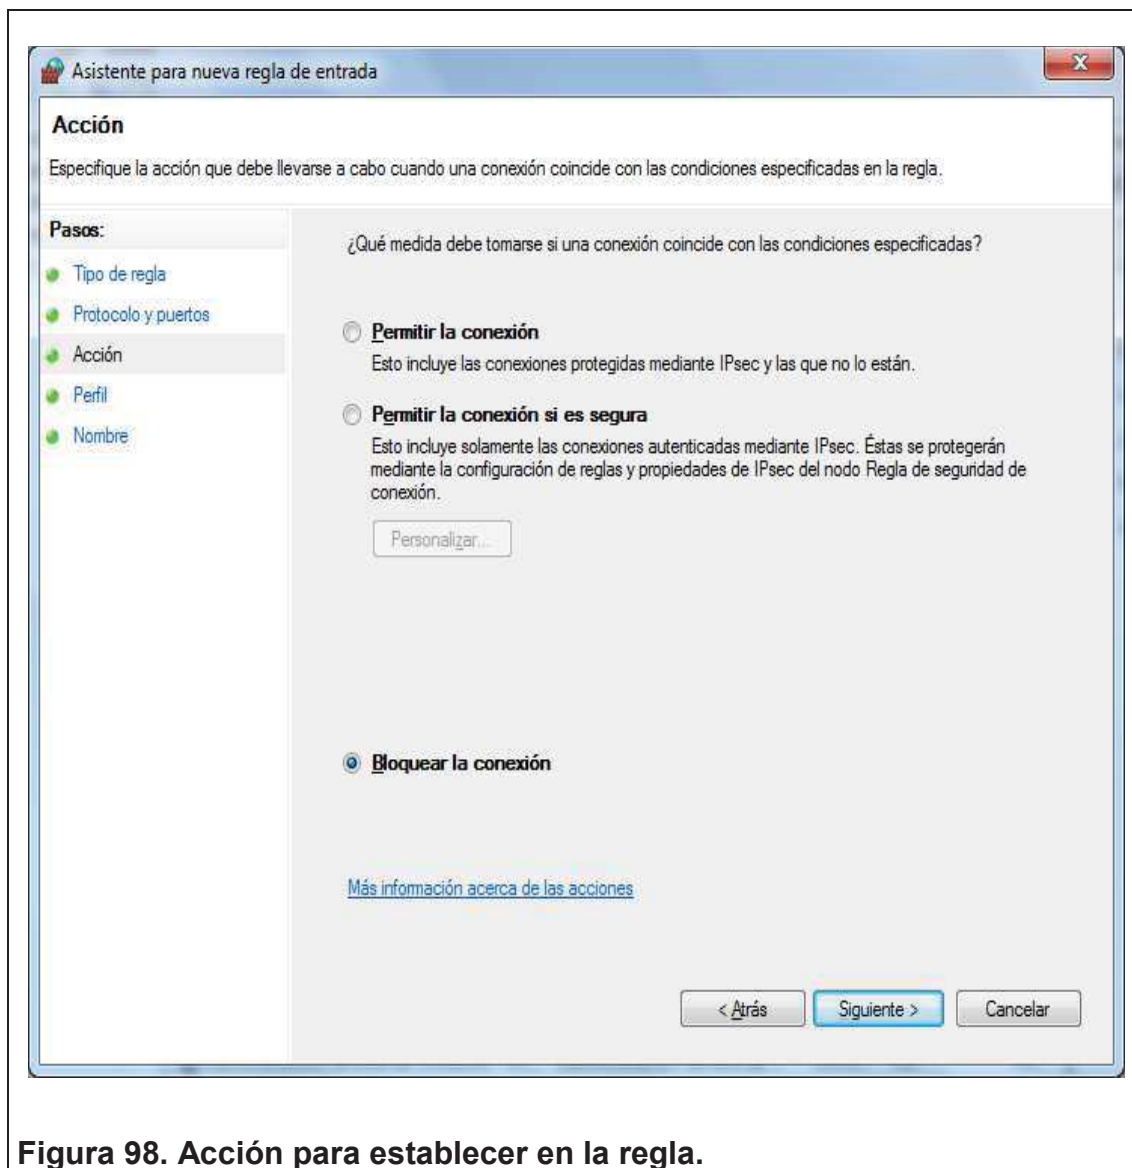 Asistente para nueva regla de entrada
Acción
Especifique la acción que debe llevarse a cabo cuando una conexión coincide con las condiciones especificadas en la regla.
Pasos:
Tipo de regla
Protocolo y puertos
Acción
Perfil
Nombre
¿Qué medida debe tomarse si una conexión coincide con las condiciones especificadas?
Permitir la conexión
Esto incluye las conexiones protegidas mediante IPsec y las que no lo están.
Permitir la conexión si es segura
Esto incluye solamente las conexiones autenticadas mediante IPsec. Éstas se protegerán
mediante la configuración de reglas y propiedades de IPsec del nodo Regla de seguridad de
conexión.
Personalizar...
Bloquear la conexión
Más información acerca de las acciones
< Atrás
Siguiente >
Cancelar
Figura 98. Acción para establecer en la regla.